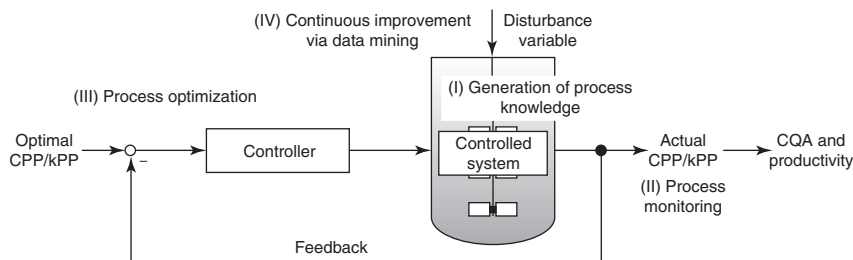 (IV) Continuous improvement
via data mining
Disturbance
variable
(I) Generation of process
knowledge
(III) Process optimization
Optimal
CPP/kPP
–
Controller
Controlled
system
Actual
CPP/kPP
CQA and
productivity
(II) Process
monitoring
Feedback